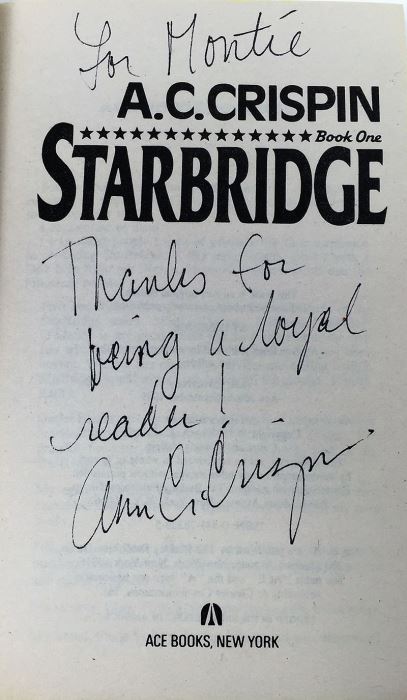 For Montie
A.C.CRISPIN
★★★★★★★★★★★★★★★★★ Book One
STARBRIDGE
Thanks for
being a loyal
reader!
Ann C. Crispin
ACE BOOKS, NEW YORK